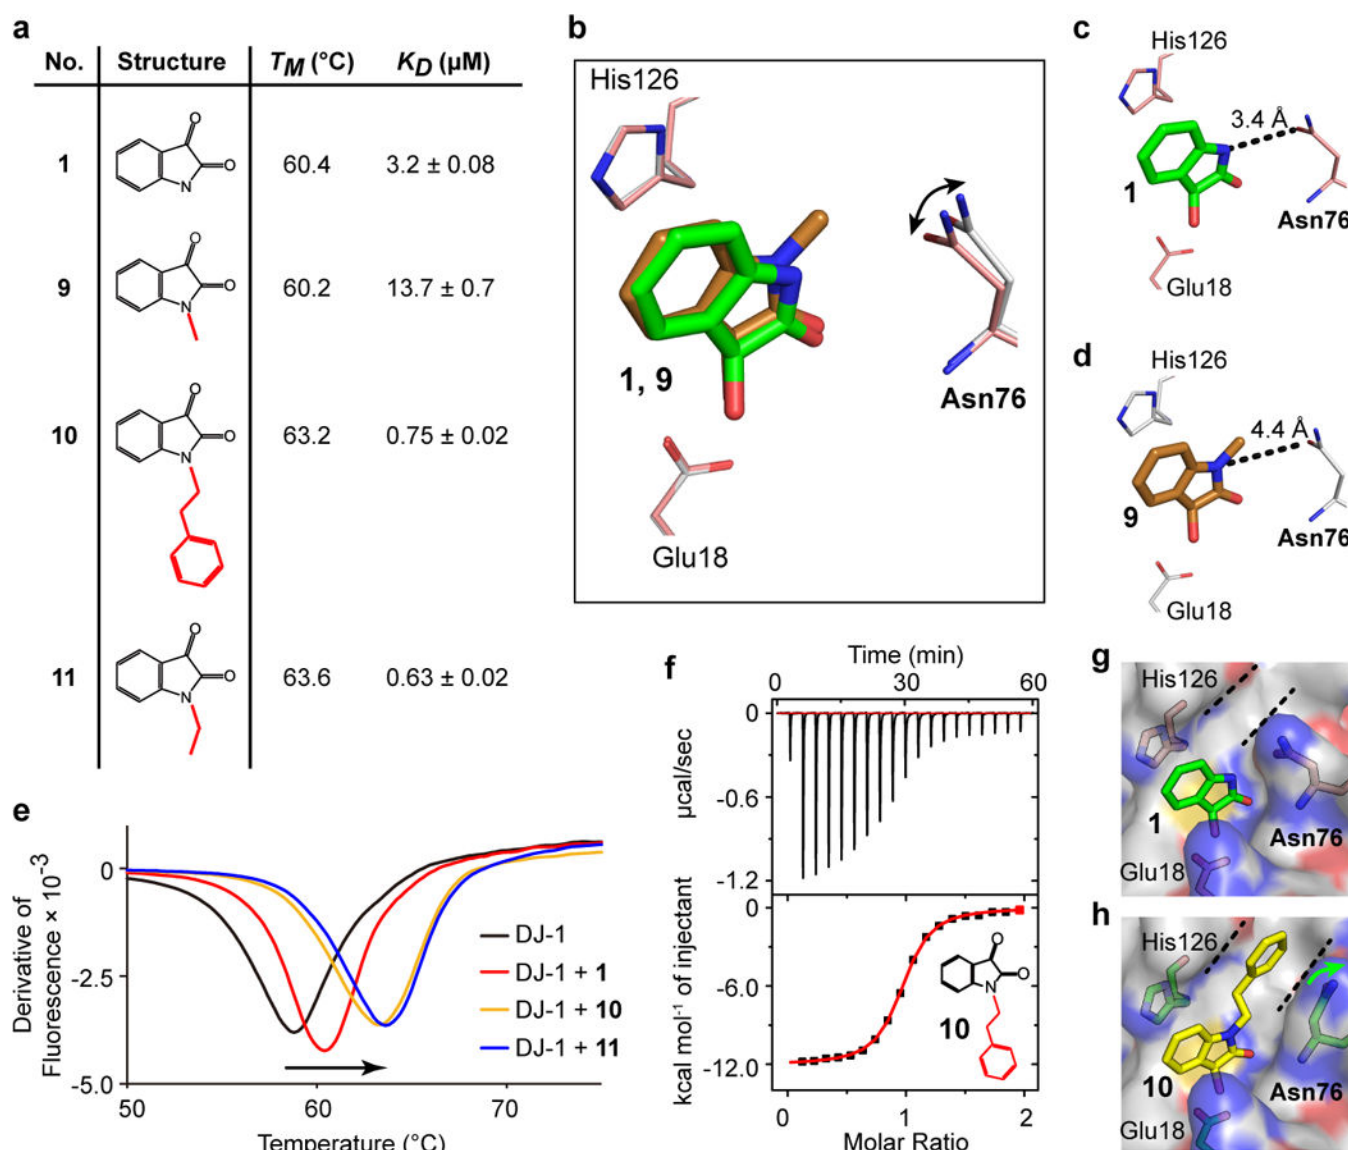 a
No. Structure T_M (°C) K_D (µM)
1 O O N 60.4 3.2 ± 0.08
9 O O N 60.2 13.7 ± 0.7
10 O O N 63.2 0.75 ± 0.02
11 O O N 63.6 0.63 ± 0.02
b
His126
1, 9
Asn76
Glu18
c
His126
3.4 Å
1
Asn76
Glu18
d
His126
4.4 Å
9
Asn76
Glu18
e
Derivative of
Fluorescence × 10⁻³
0
-2.5
-5.0
50 60 70
Temperature (°C)
DJ-1
DJ-1 + 1
DJ-1 + 10
DJ-1 + 11
f
Time (min)
0 30 60
µcal/sec
0
-0.6
-1.2
kcal mol⁻¹ of injectant
0
-6.0
-12.0
O
O
N
10
0 1 2
Molar Ratio
g
His126
1
Asn76
Glu18
h
His126
10
Asn76
Glu18